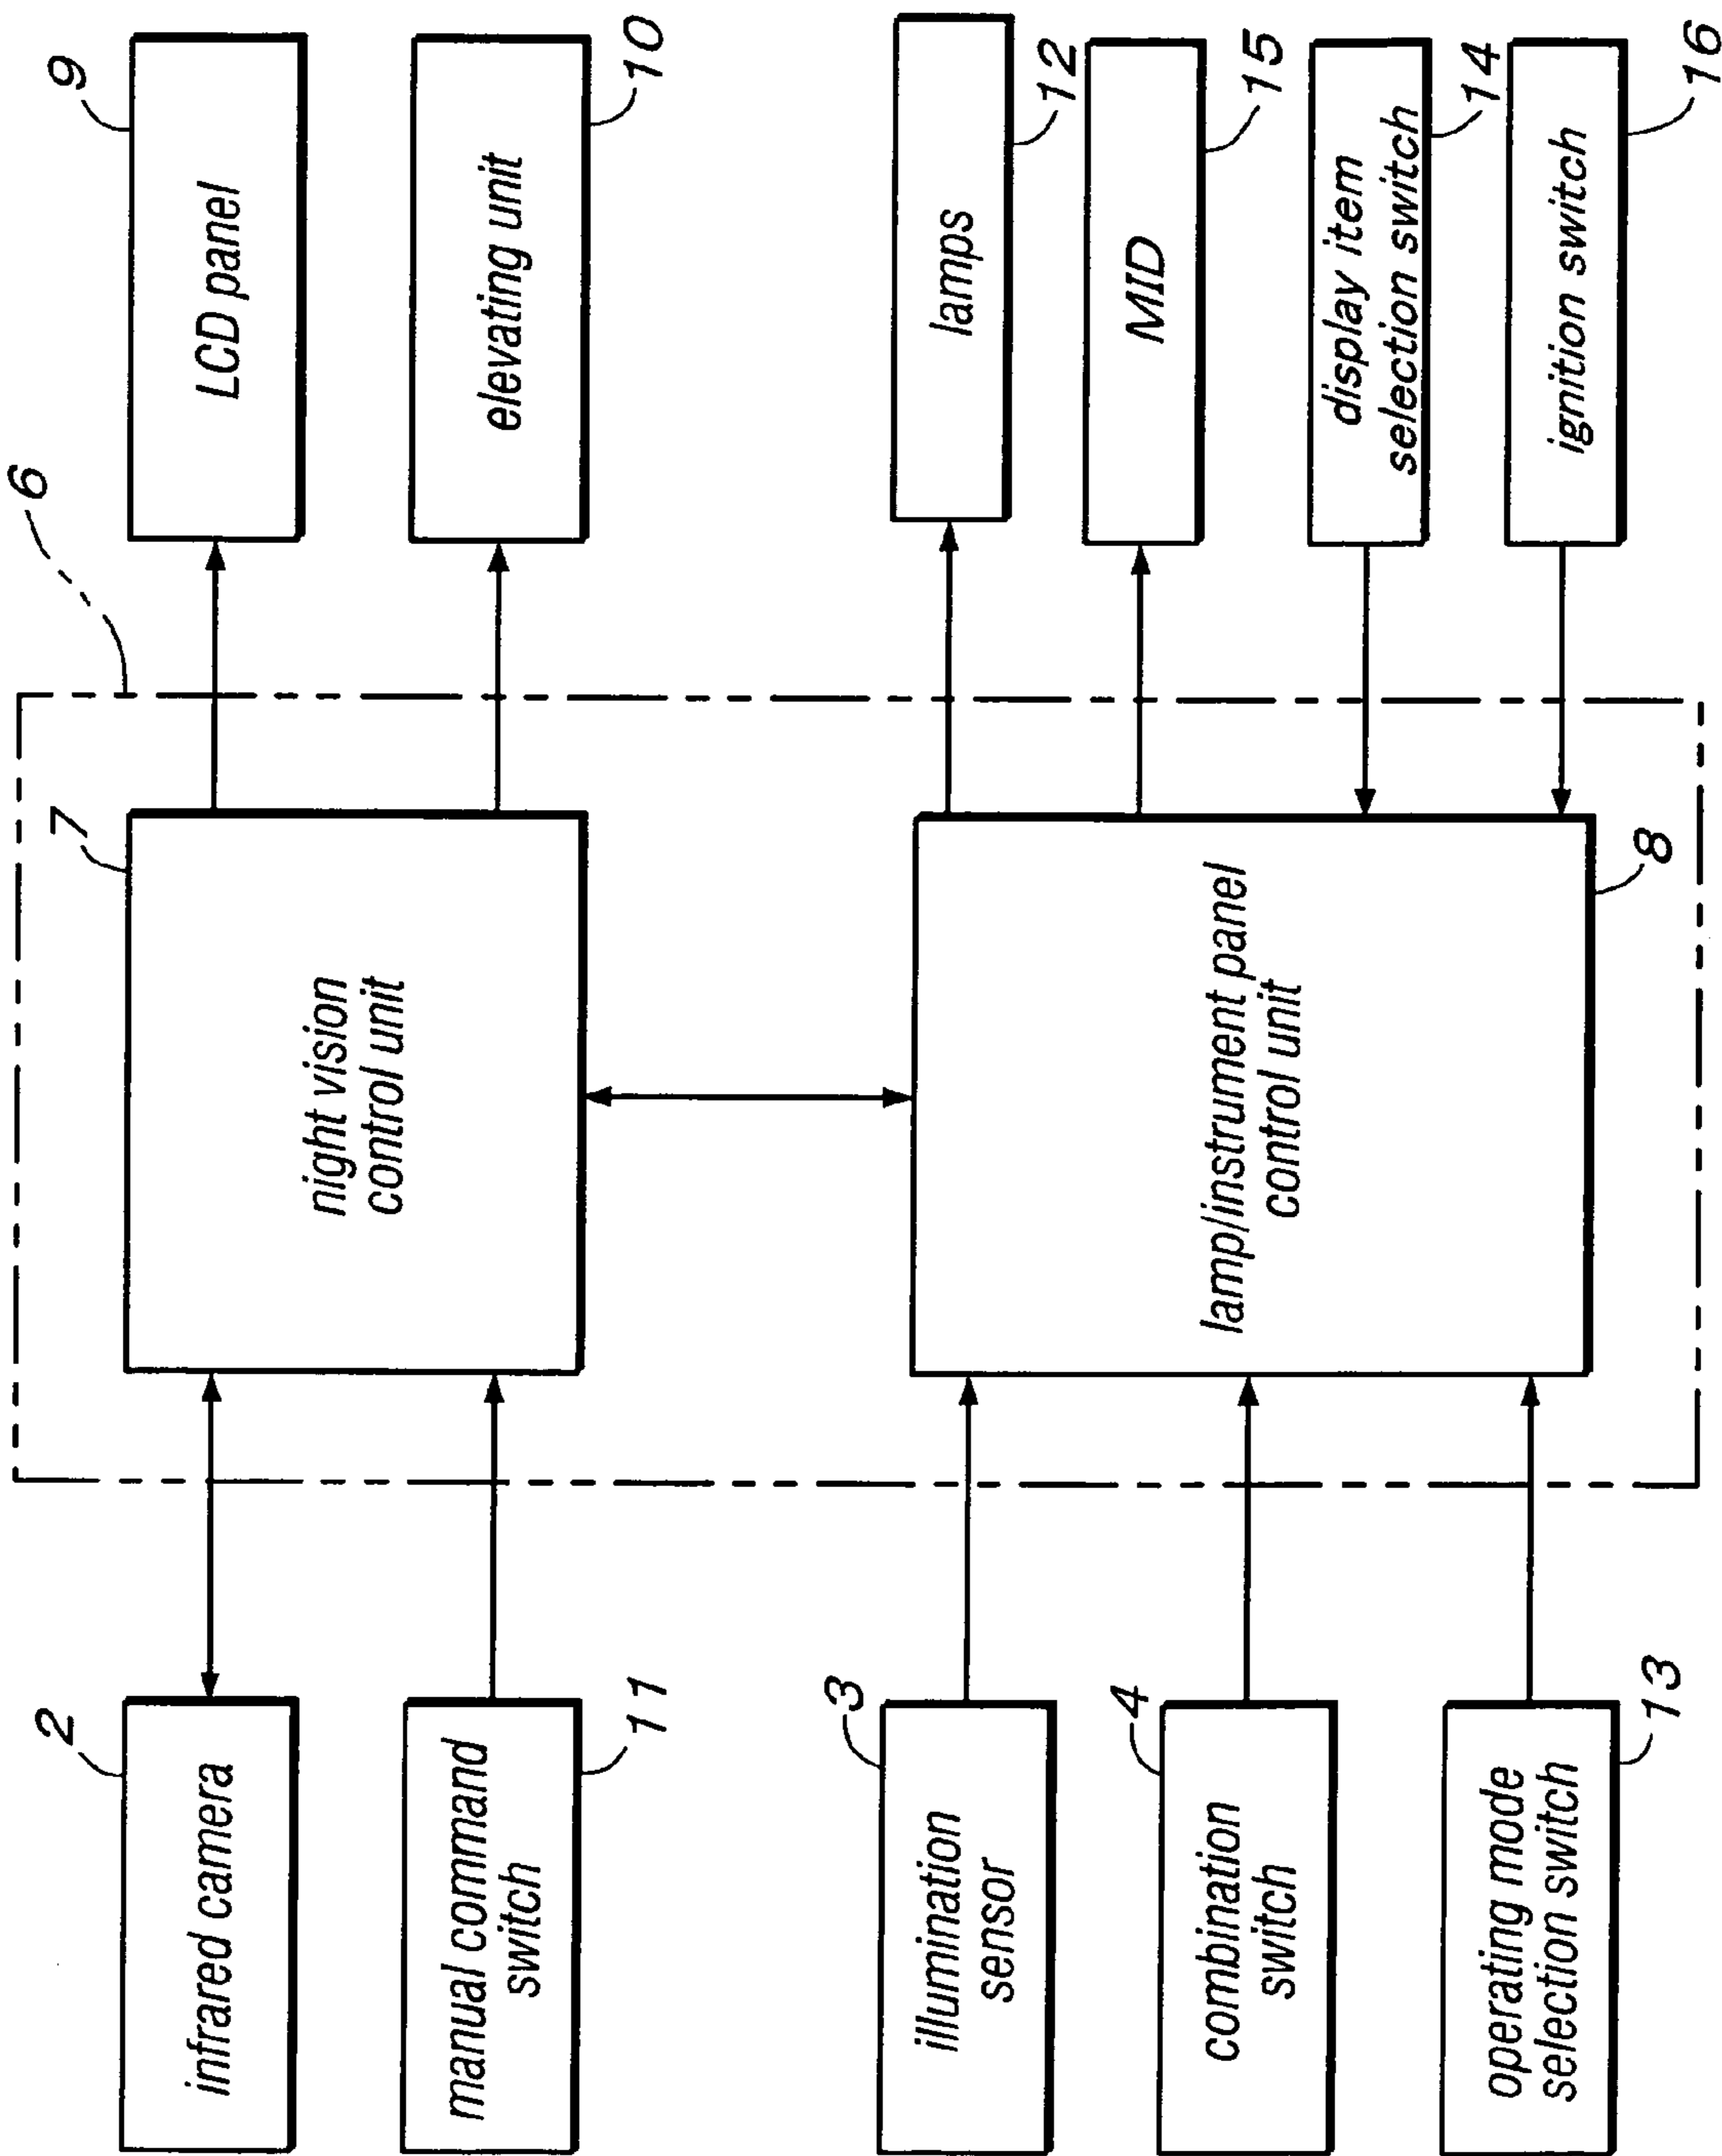 6
2
infrared camera
7
night vision
control unit
9
LCD panel
manual command
switch
11
elevating unit
10
3
illumination
sensor
lamp/instrument panel
control unit
8
lamps
12
4
combination
switch
MID
15
13
operating mode
selection switch
display item
selection switch
14
ignition switch
16